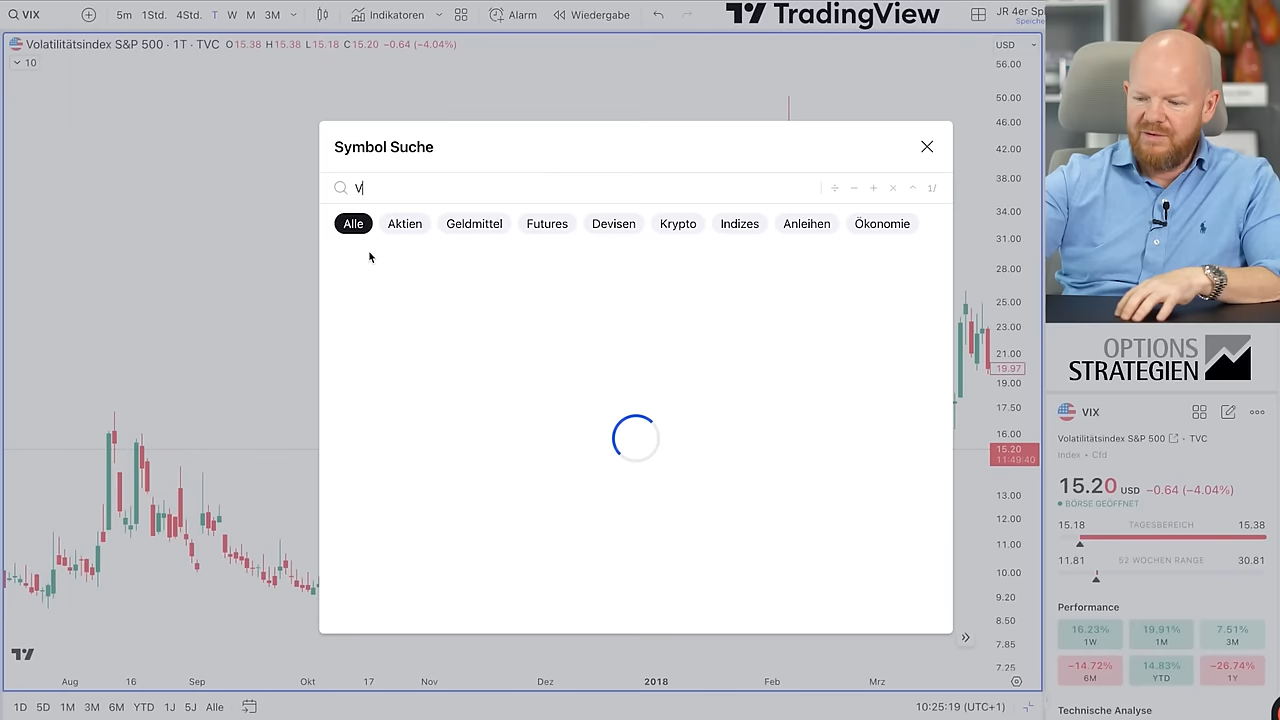 VIX
5m 1Std. 4Std. T W M 3M
Indikatoren
Alarm
Wiedergabe
TradingView
JR 4er Sp
Speiche
Volatilitätsindex S&P 500 · 1T · TVC O15.38 H15.38 L15.18 C15.20 −0.64 (−4.04%)
10
USD
56.00
50.00
46.00
42.00
38.00
34.00
31.00
28.00
25.00
23.00
21.00
19.97
19.00
17.50
16.00
15.20
11:49:40
13.00
12.00
11.00
10.00
9.20
8.50
7.85
7.25
Symbol Suche
V
÷ − + × ^ 1/
Alle Aktien Geldmittel Futures Devisen Krypto Indizes Anleihen Ökonomie
Aug 16 Sep Okt 17 Nov Dez 2018 Feb Mrz
1D 5D 1M 3M 6M YTD 1J 5J Alle
10:25:19 (UTC+1)
OPTIONS
STRATEGIEN
VIX
Volatilitätsindex S&P 500 • TVC
Index • Cfd
15.20 USD −0.64 (−4.04%)
BÖRSE GEÖFFNET
15.18 TAGESBEREICH 15.38
11.81 52 WOCHEN RANGE 30.81
Performance
16.23% 19.91% 7.51%
1W 1M 3M
−14.72% 14.83% −26.74%
6M YTD 1Y
Technische Analyse